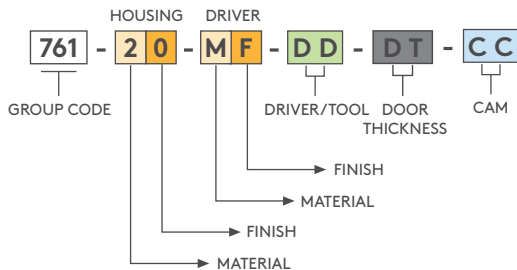 HOUSING DRIVER
761 - 2 0 - M F - D D - D T - C C
GROUP CODE DRIVER/TOOL DOOR THICKNESS CAM
FINISH
MATERIAL
FINISH
MATERIAL